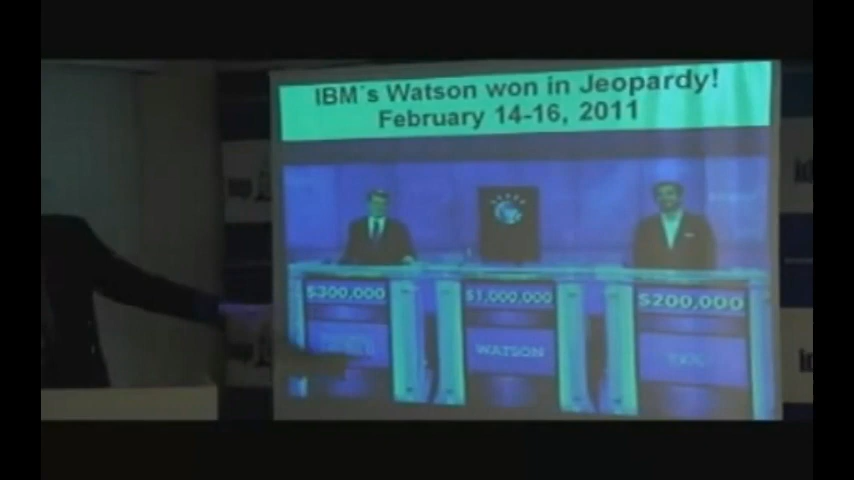 IBM´s Watson won in Jeopardy!
February 14-16, 2011
$300,000
$1,000,000
$200,000
WATSON